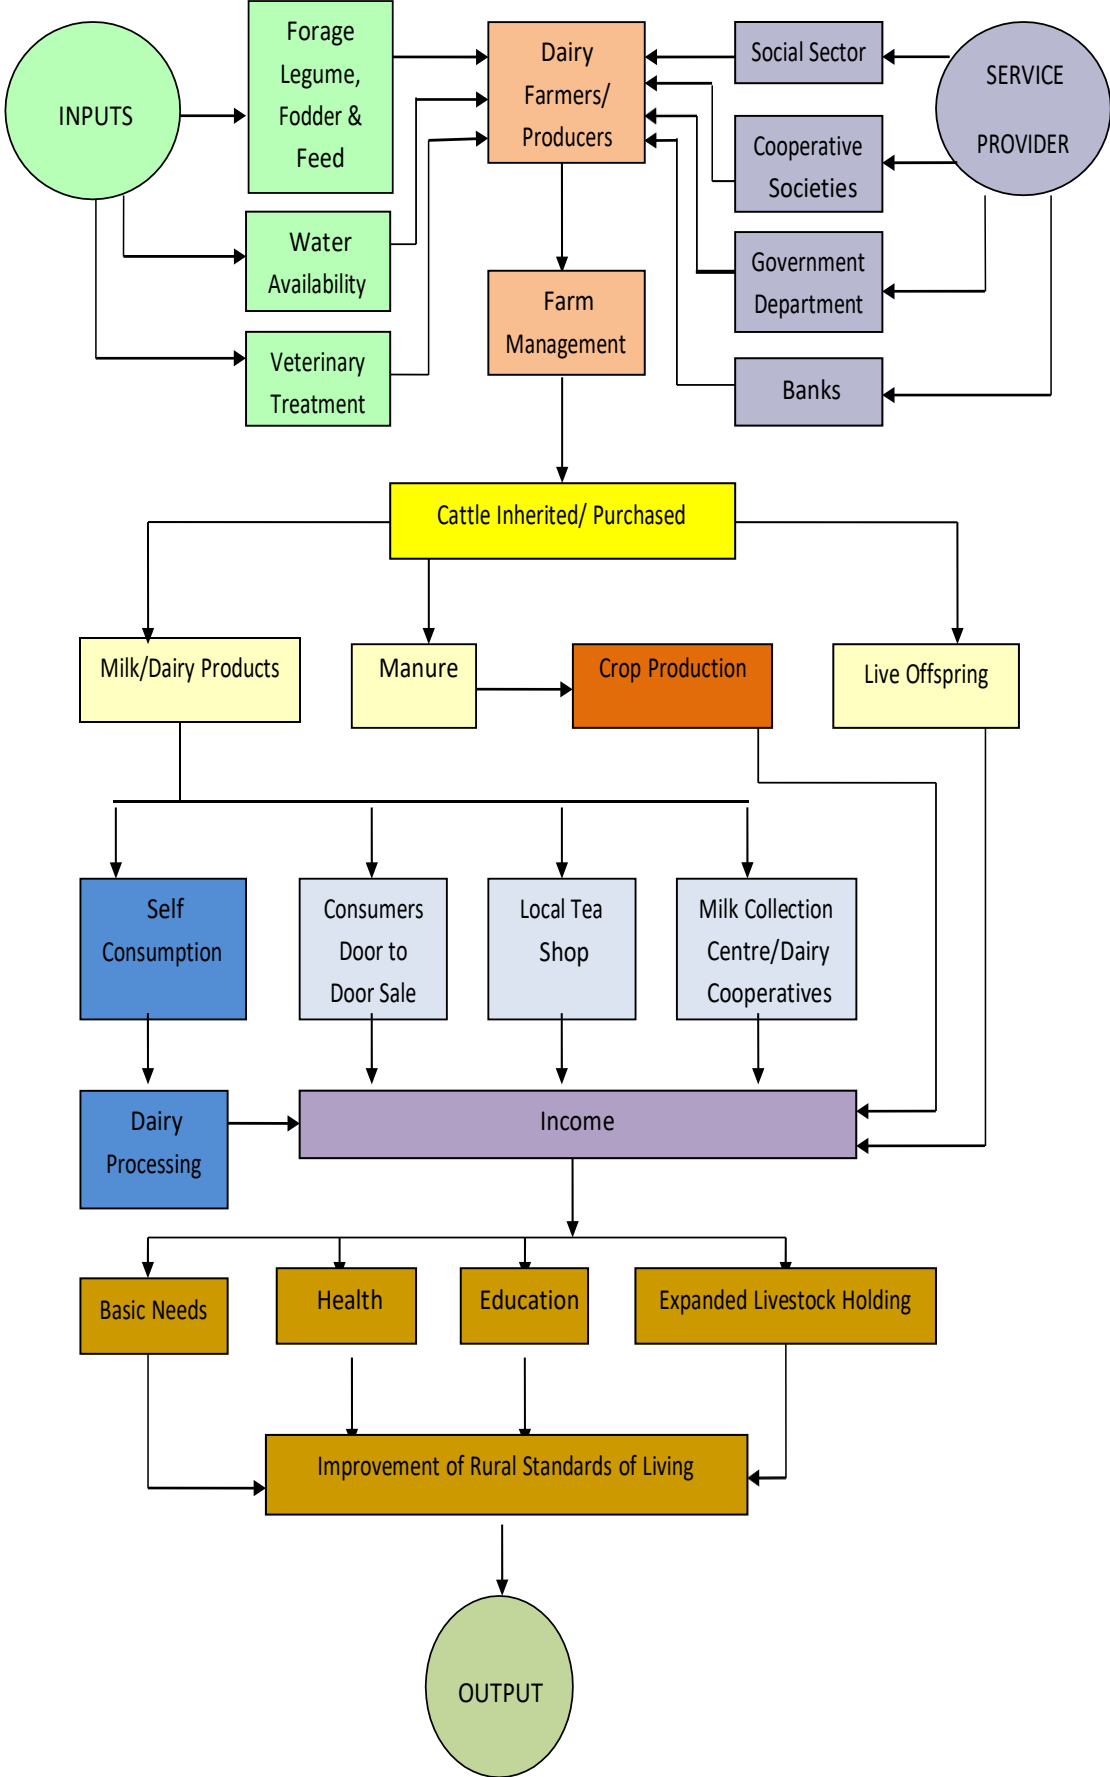 INPUTS
Forage
Legume,
Fodder &
Feed
Water
Availability
Veterinary
Treatment
Dairy
Farmers/
Producers
Farm
Management
Social Sector
Cooperative
Societies
Government
Department
Banks
SERVICE
PROVIDER
Cattle Inherited/ Purchased
Milk/Dairy Products
Manure
Crop Production
Live Offspring
Self
Consumption
Consumers
Door to
Door Sale
Local Tea
Shop
Milk Collection
Centre/Dairy
Cooperatives
Dairy
Processing
Income
Basic Needs
Health
Education
Expanded Livestock Holding
Improvement of Rural Standards of Living
OUTPUT